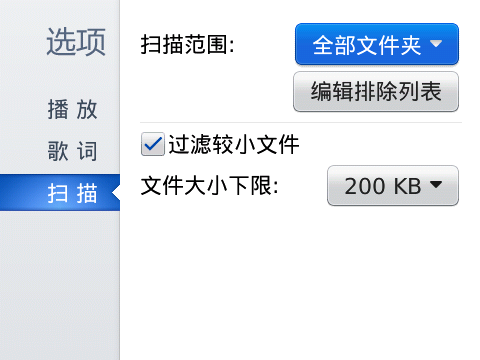 选项
播放
歌词
扫描
扫描范围:
全部文件夹
编辑排除列表
过滤较小文件
文件大小下限:
200 KB